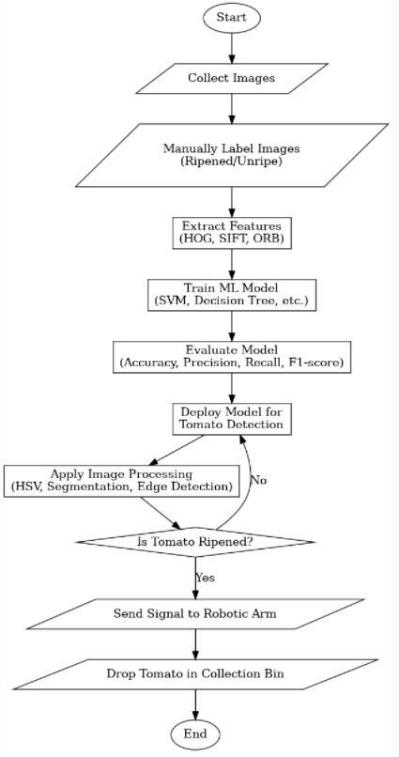 Start
Collect Images
Manually Label Images
(Ripened/Unripe)
Extract Features
(HOG, SIFT, ORB)
Train ML Model
(SVM, Decision Tree, etc.)
Evaluate Model
(Accuracy, Precision, Recall, F1-score)
Deploy Model for
Tomato Detection
Apply Image Processing
(HSV, Segmentation, Edge Detection)
No
Is Tomato Ripened?
Yes
Send Signal to Robotic Arm
Drop Tomato in Collection Bin
End